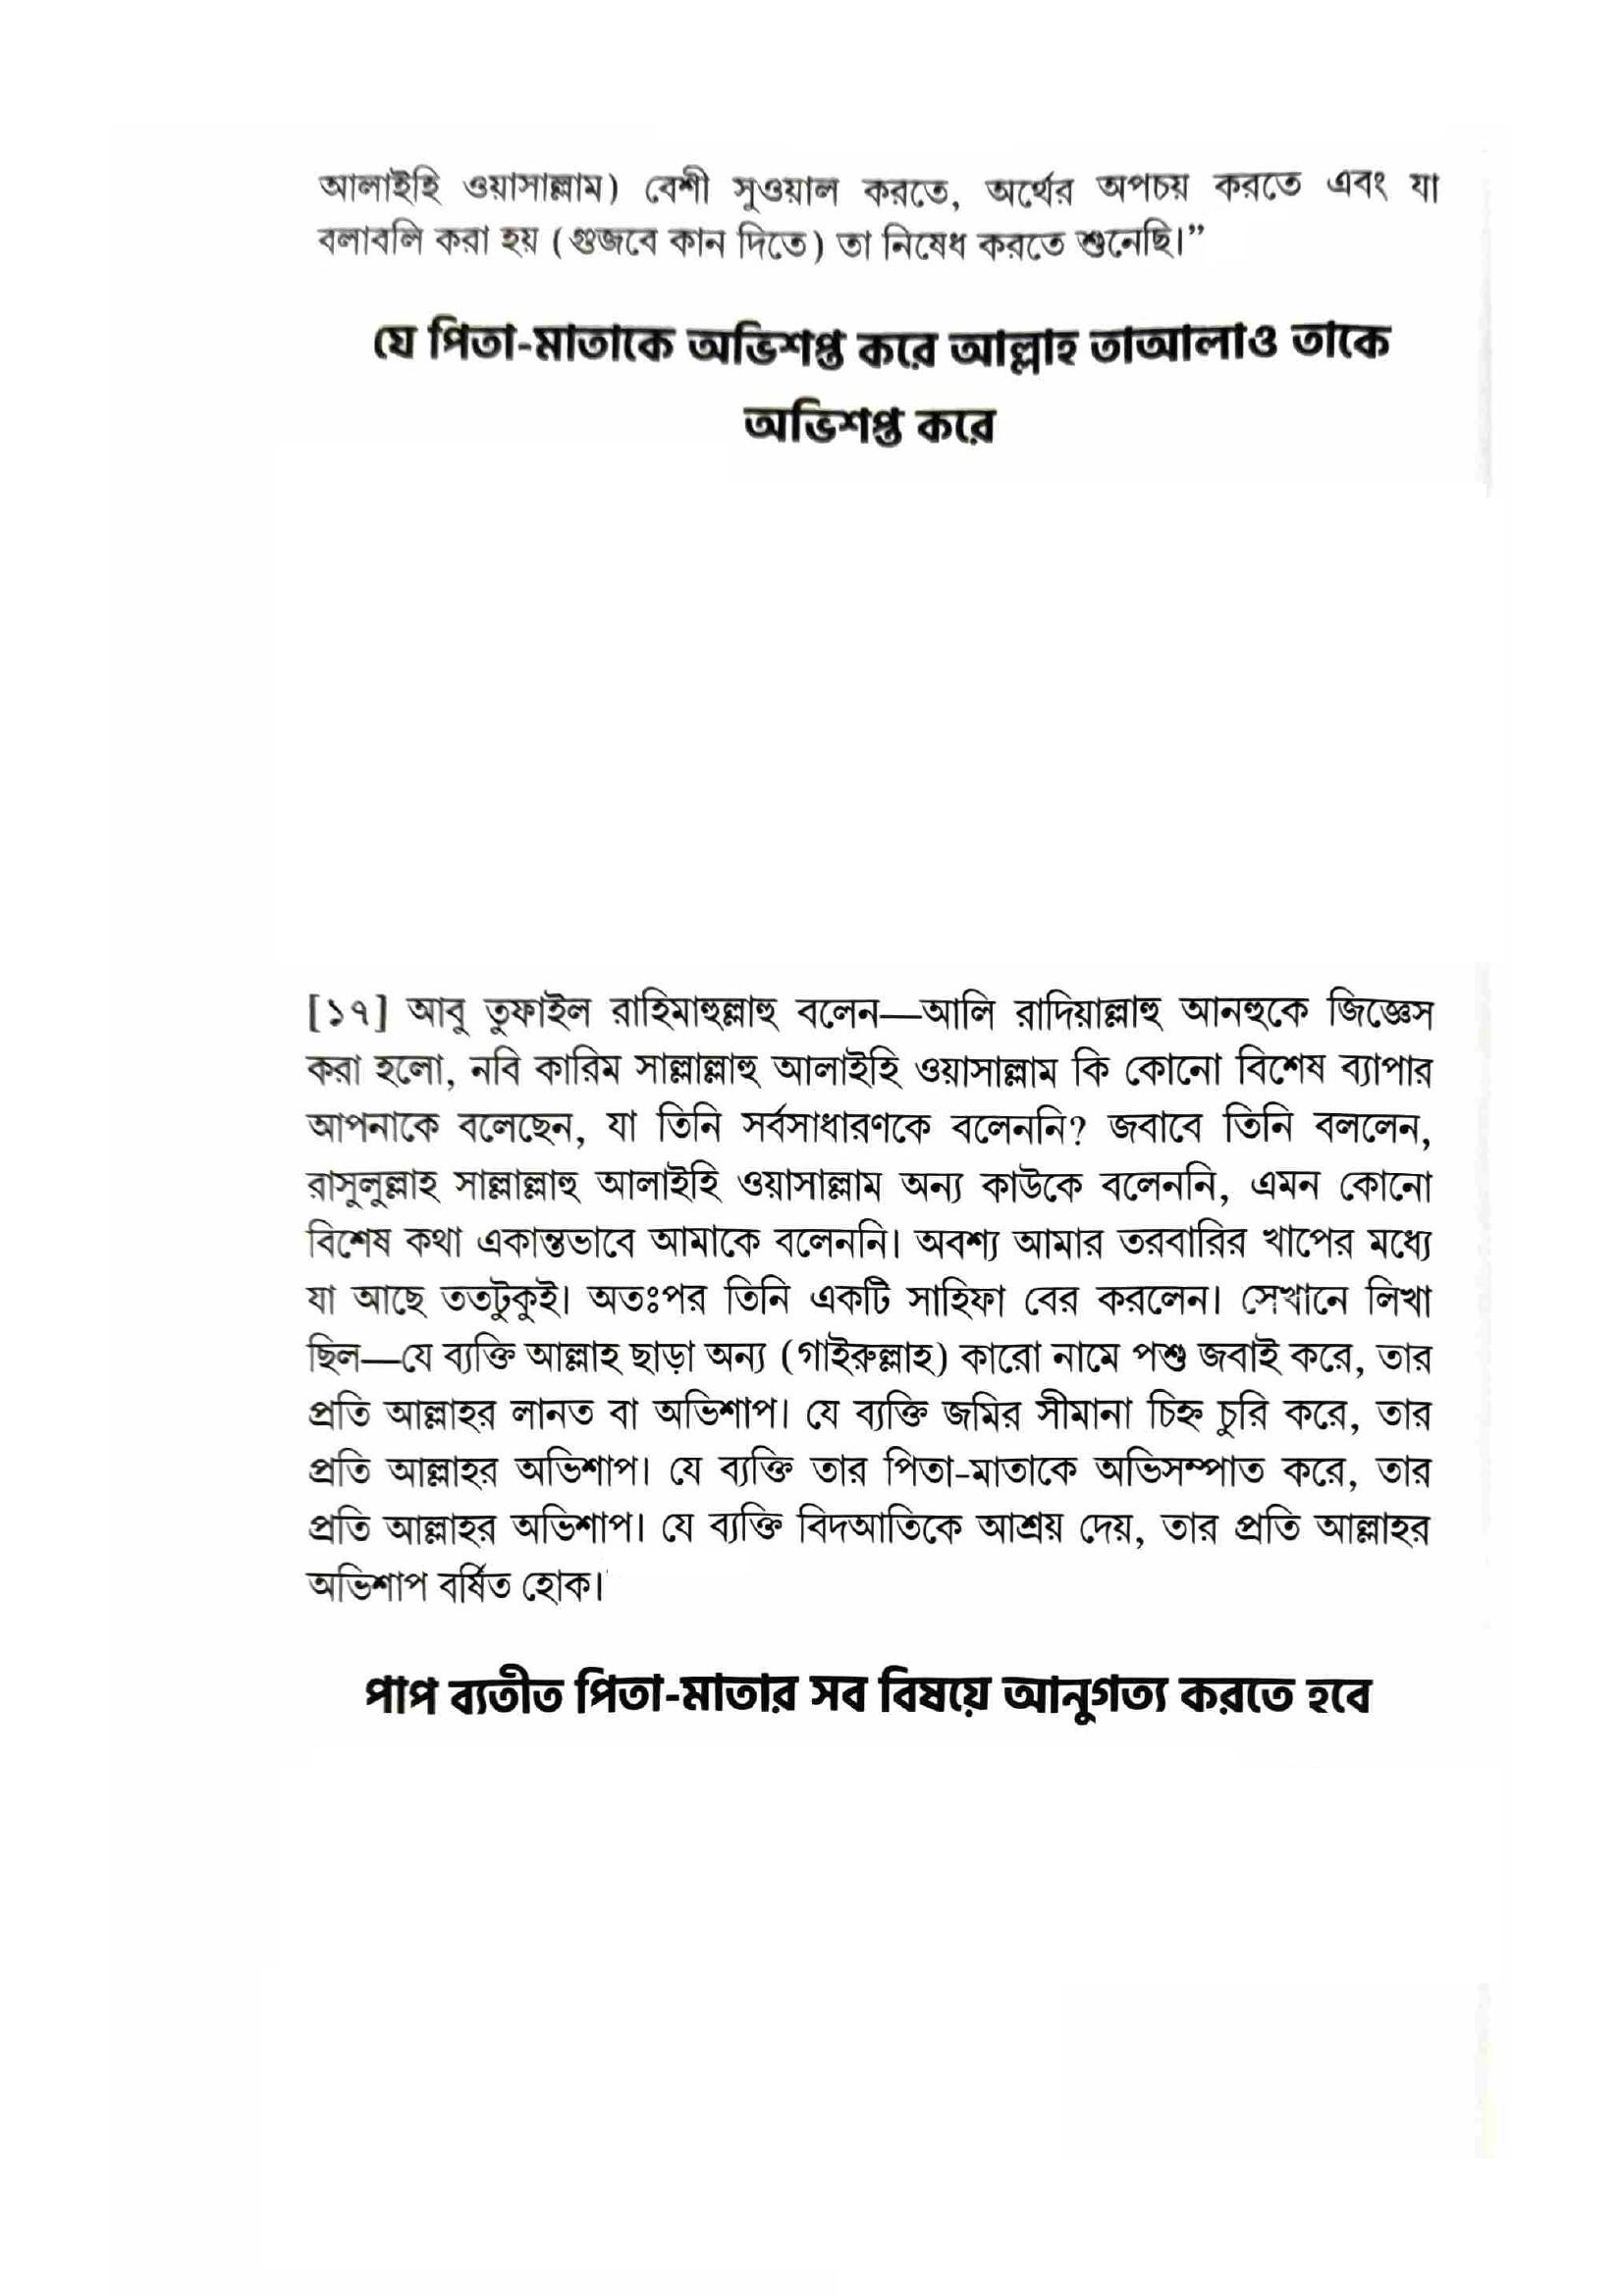 আলাইহি ওয়াসাল্লাম) বেশী সুওয়াল করতে, অর্থের অপচয় করতে এবং যা
বলাবলি করা হয় (গুজবে কান দিতে) তা নিষেধ করতে শুনেছি।”
যে পিতা-মাতাকে অভিশপ্ত করে আল্লাহ তাআলাও তাকে
অভিশপ্ত করে
[১৭] আবু তুফাইল রাহিমাহুল্লাহু বলেন—আলি রাদিয়াল্লাহু আনহুকে জিজ্ঞেস
করা হলো, নবি কারিম সাল্লাল্লাহু আলাইহি ওয়াসাল্লাম কি কোনো বিশেষ ব্যাপার
আপনাকে বলেছেন, যা তিনি সর্বসাধারণকে বলেননি? জবাবে তিনি বললেন,
রাসুলুল্লাহ সাল্লাল্লাহু আলাইহি ওয়াসাল্লাম অন্য কাউকে বলেননি, এমন কোনো
বিশেষ কথা একান্তভাবে আমাকে বলেননি। অবশ্য আমার তরবারির খাপের মধ্যে
যা আছে ততটুকুই। অতঃপর তিনি একটি সাহিফা বের করলেন। সেখানে লিখা
ছিল—যে ব্যক্তি আল্লাহ ছাড়া অন্য (গাইরুল্লাহ) কারো নামে পশু জবাই করে, তার
প্রতি আল্লাহর লানত বা অভিশাপ। যে ব্যক্তি জমির সীমানা চিহ্ন চুরি করে, তার
প্রতি আল্লাহর অভিশাপ। যে ব্যক্তি তার পিতা-মাতাকে অভিসম্পাত করে, তার
প্রতি আল্লাহর অভিশাপ। যে ব্যক্তি বিদআতিকে আশ্রয় দেয়, তার প্রতি আল্লাহর
অভিশাপ বর্ষিত হোক।
পাপ ব্যতীত পিতা-মাতার সব বিষয়ে আনুগত্য করতে হবে